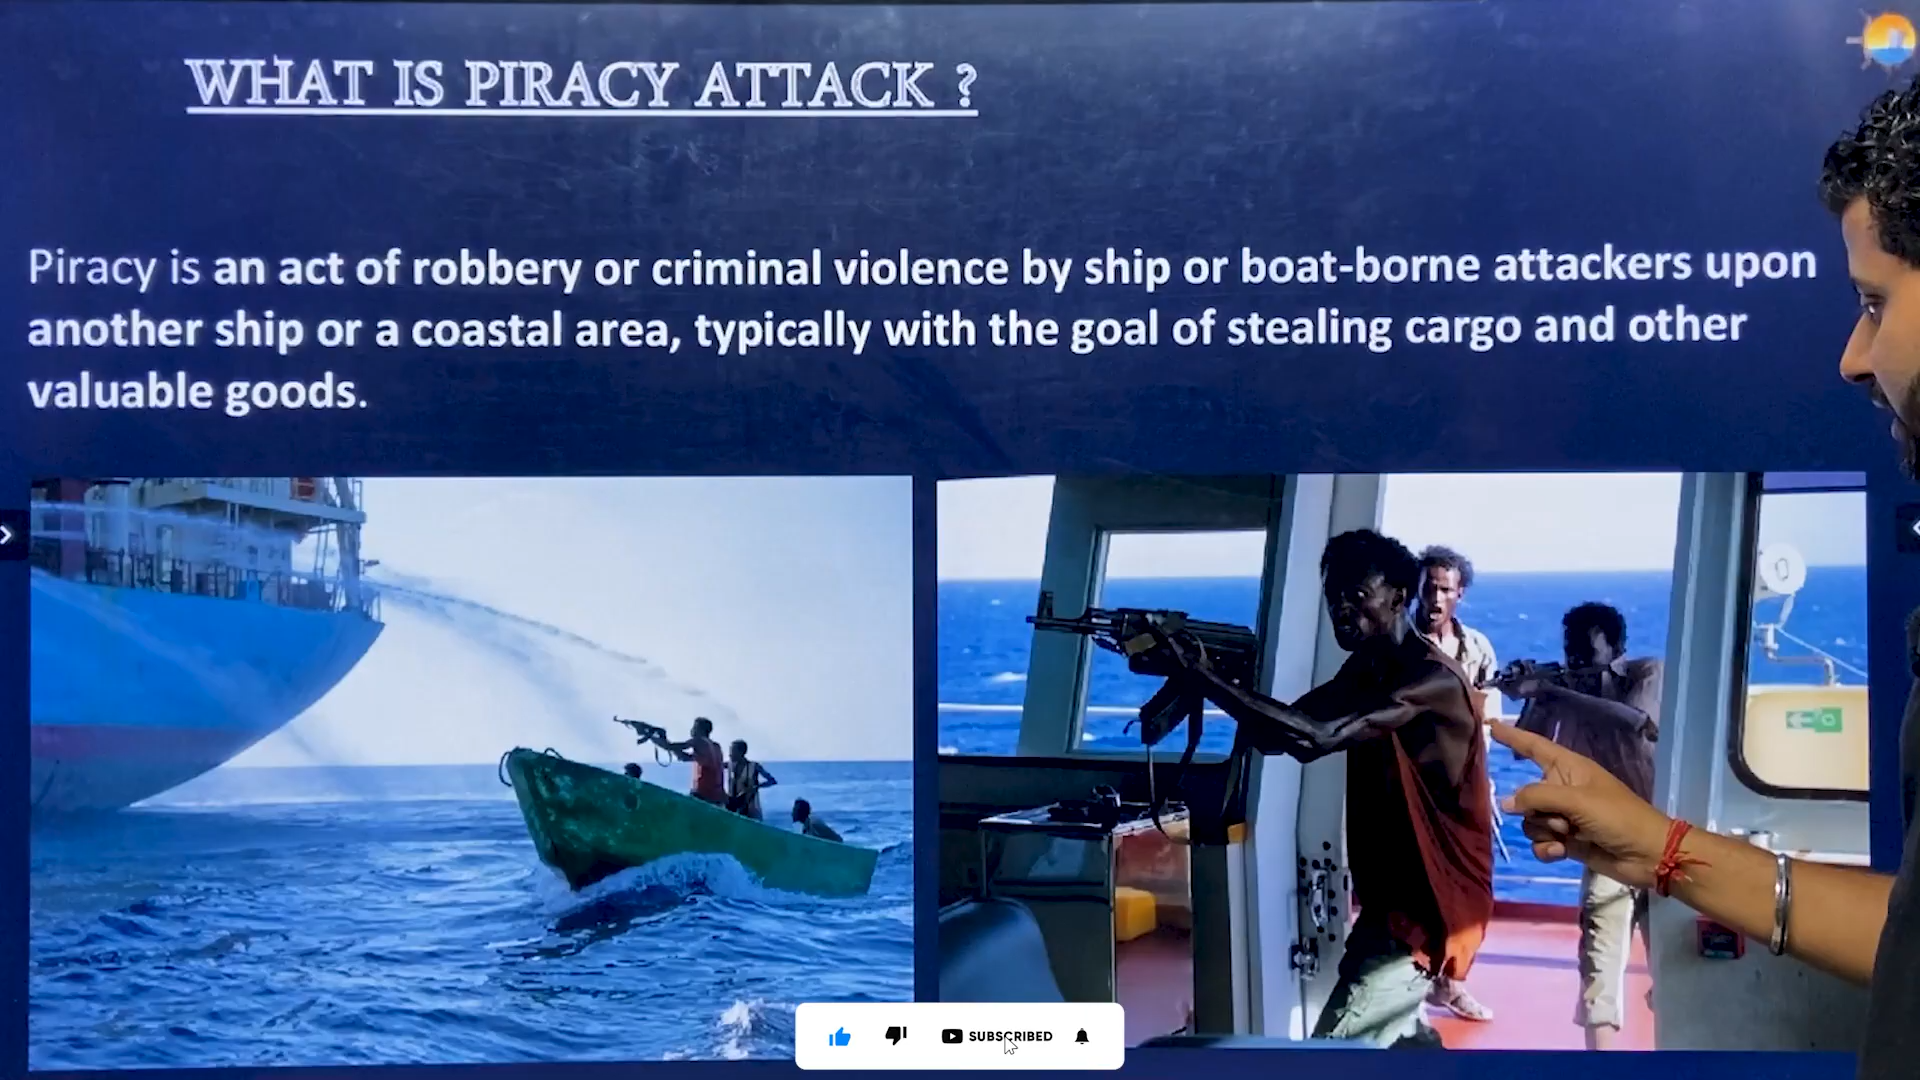 WHAT IS PIRACY ATTACK ?
Piracy is an act of robbery or criminal violence by ship or boat-borne attackers upon
another ship or a coastal area, typically with the goal of stealing cargo and other
valuable goods.
SUBSCRIBED